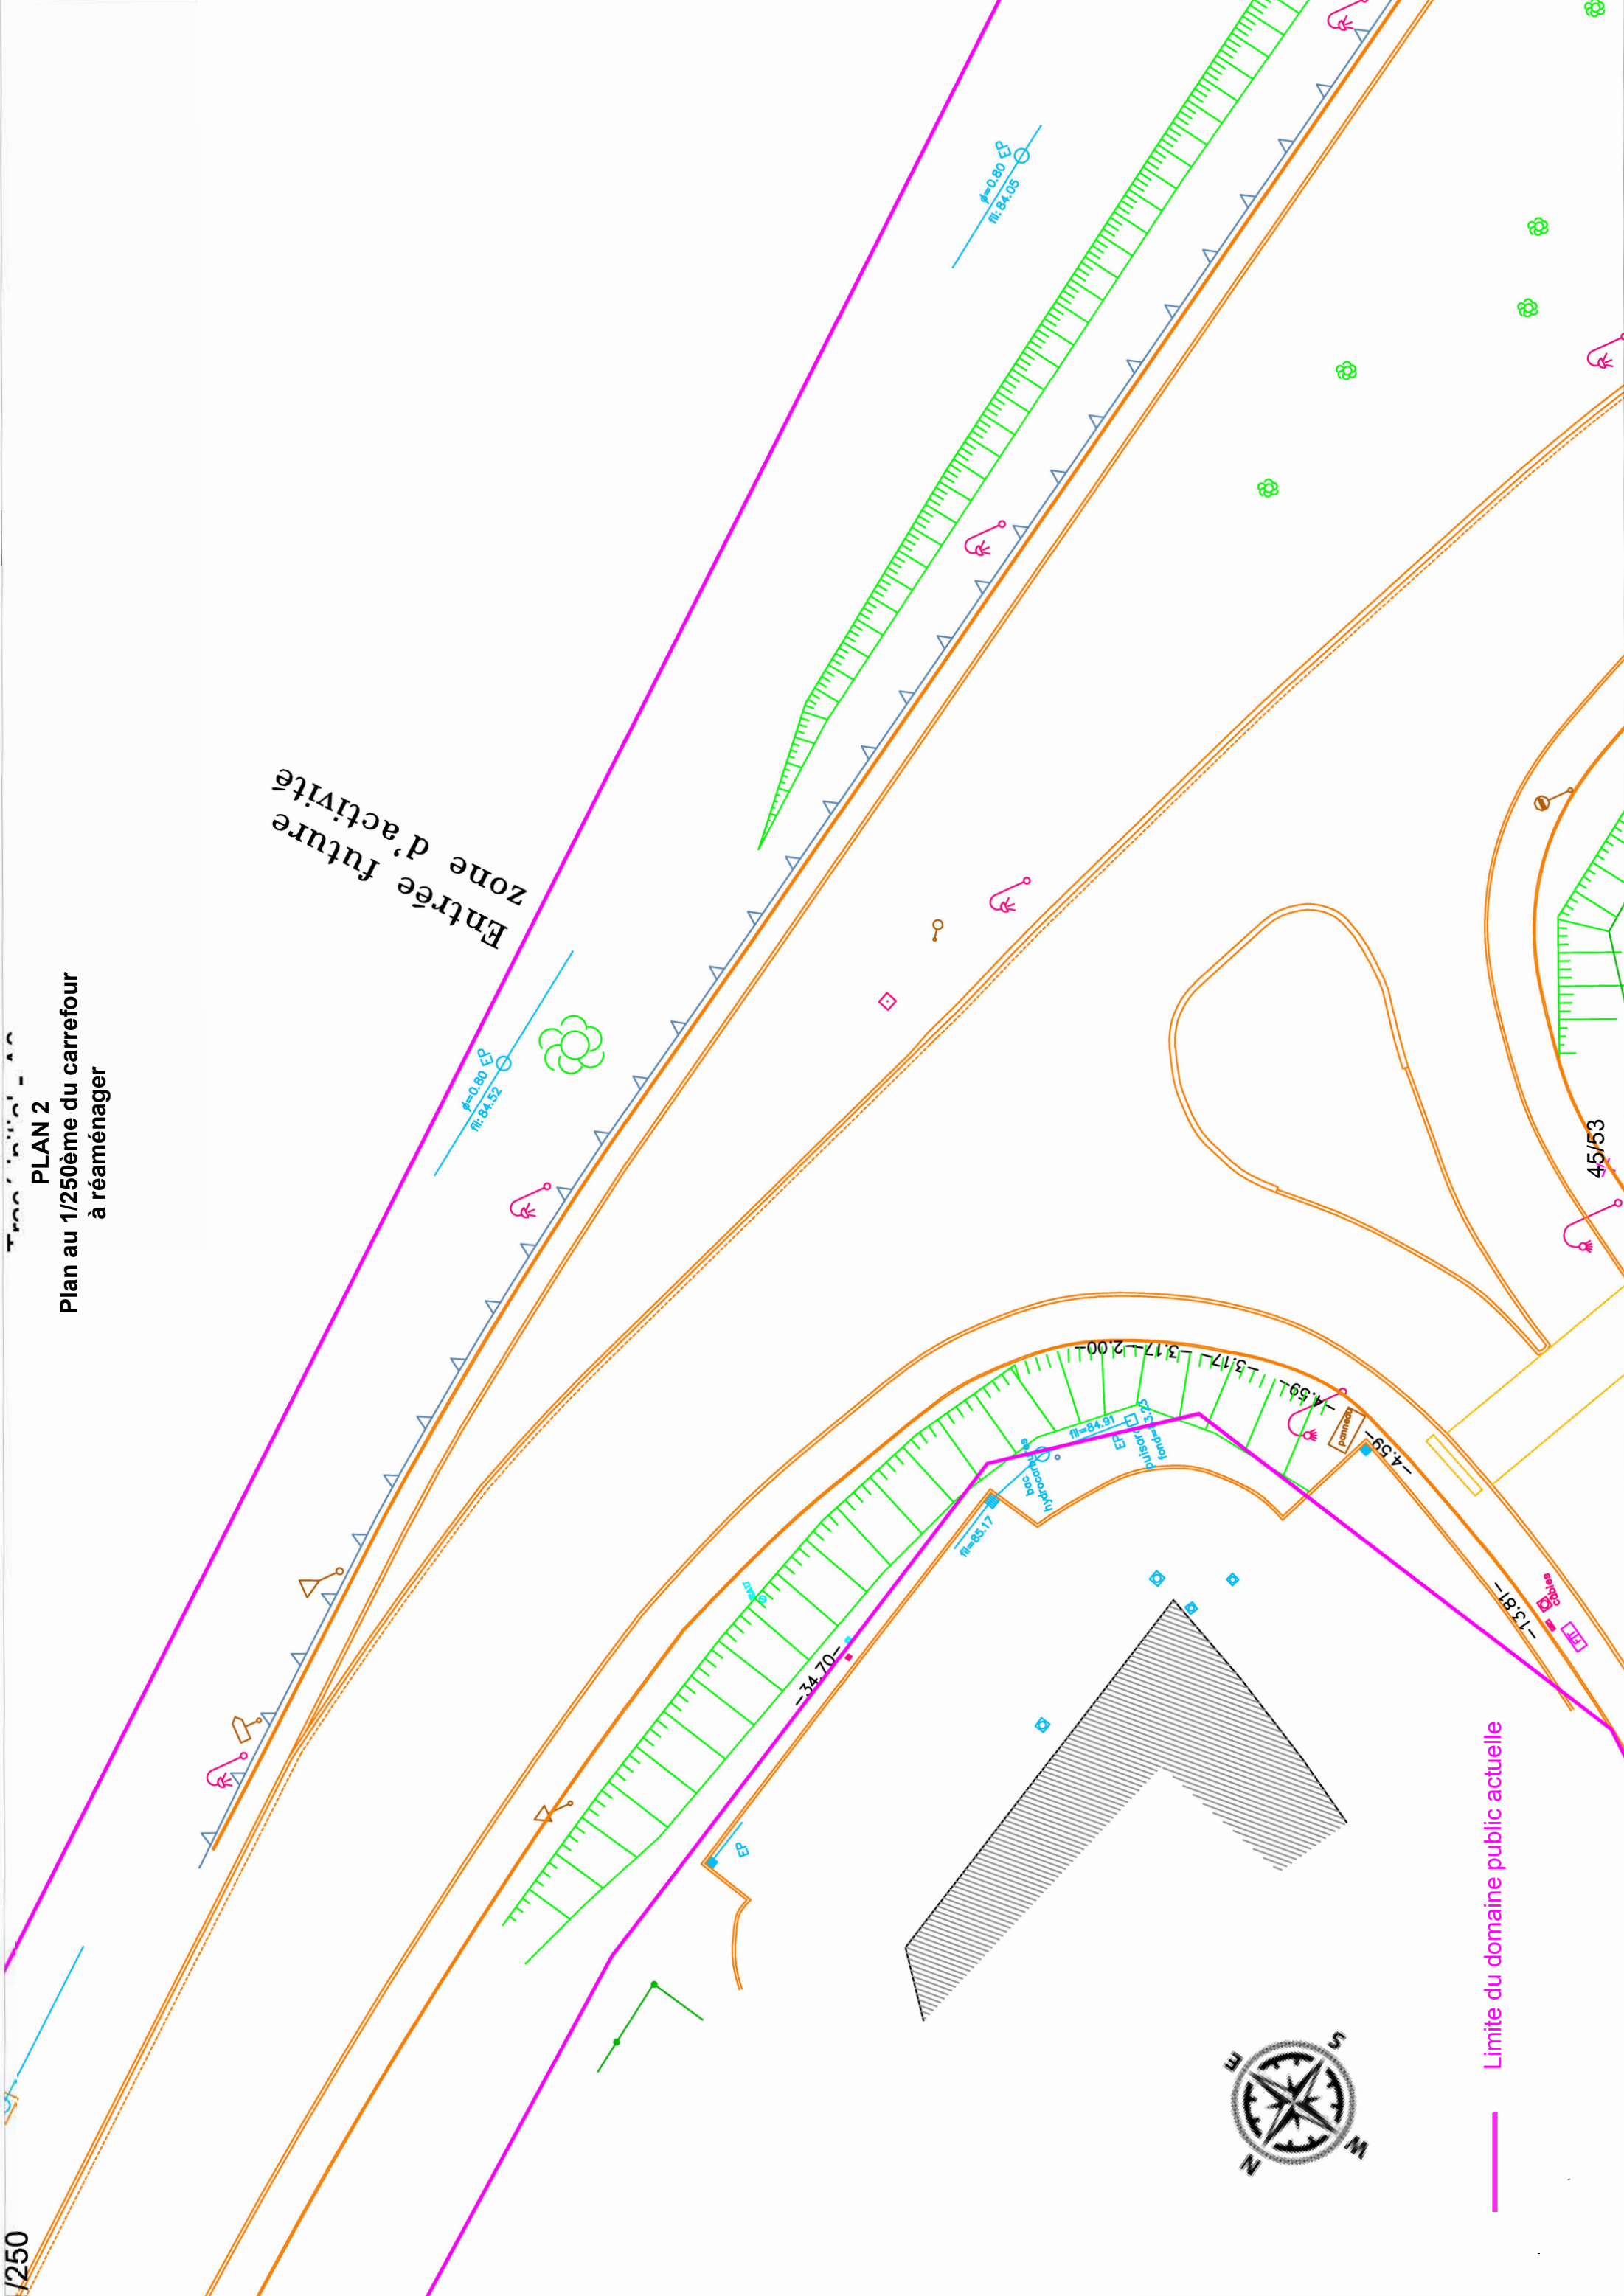 PLAN 2
Plan au 1/250ème du carrefour
à réaménager
/250
Entrée future
zone d'activité
ø=0.80 EP
fil: 84.05
ø=0.80 EP
fil: 84.52
-2.00-
-3.17-
-3.17-
-4.59-
-4.59-
-13.81-
-34.70-
panneau
fil=84.91
EP
bac
hydrocarbures
fil=85.17
EP
câbles
45/53
Limite du domaine public actuelle
N
E
S
W